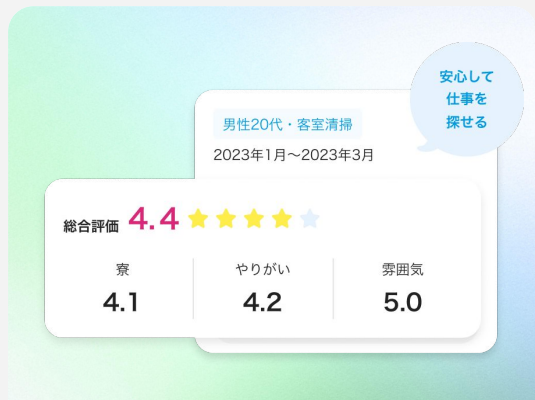 安心して
仕事を
探せる
男性20代・客室清掃
2023年1月〜2023年3月
総合評価 4.4
寮 やりがい 雰囲気
4.1 4.2 5.0